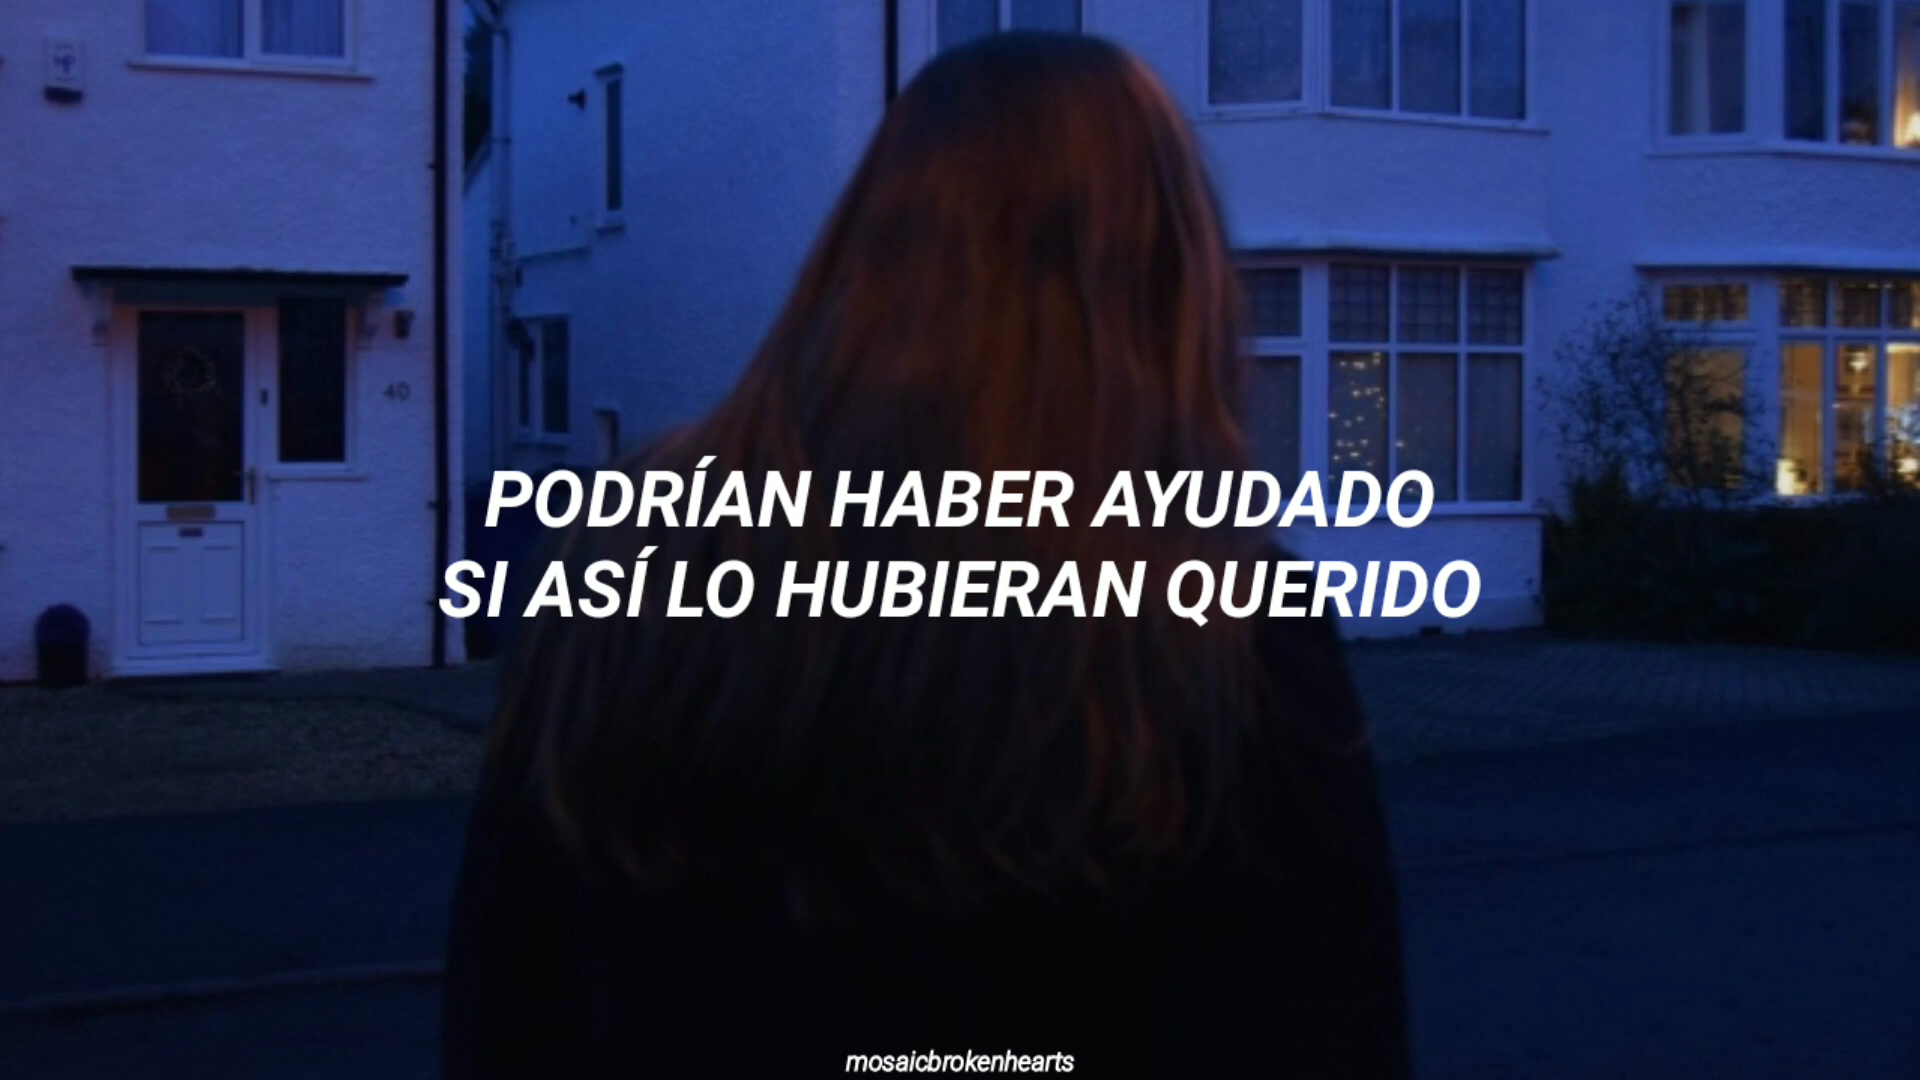 40
PODRÍAN HABER AYUDADO
SI ASÍ LO HUBIERAN QUERIDO
mosaicbrokenhearts